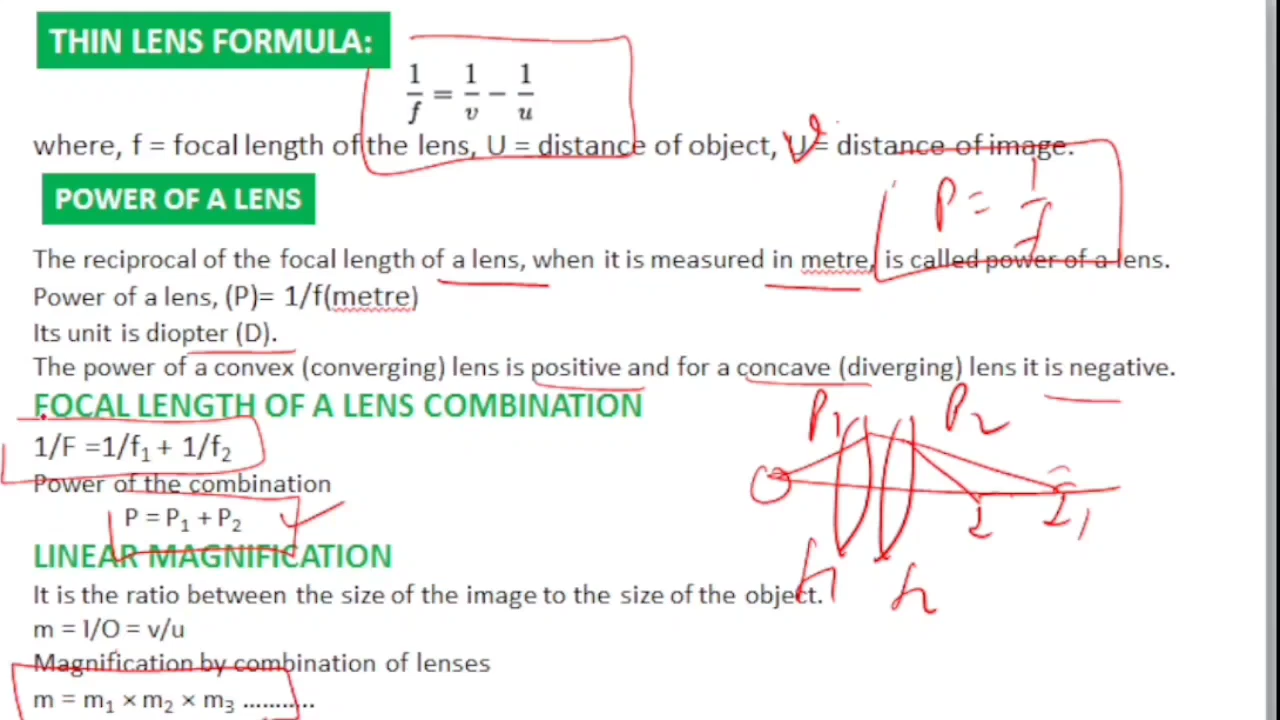 THIN LENS FORMULA:
1/f = 1/v − 1/u
where, f = focal length of the lens, U = distance of object, U = distance of image.
P = 1/f
POWER OF A LENS
The reciprocal of the focal length of a lens, when it is measured in metre, is called power of a lens.
Power of a lens, (P)= 1/f(metre)
Its unit is diopter (D).
The power of a convex (converging) lens is positive and for a concave (diverging) lens it is negative.
FOCAL LENGTH OF A LENS COMBINATION
P₁ P₂
1/F =1/f₁ + 1/f₂
Power of the combination
P = P₁ + P₂
LINEAR MAGNIFICATION
It is the ratio between the size of the image to the size of the object.
m = I/O = v/u
Magnification by combination of lenses
m = m₁ × m₂ × m₃ ...........